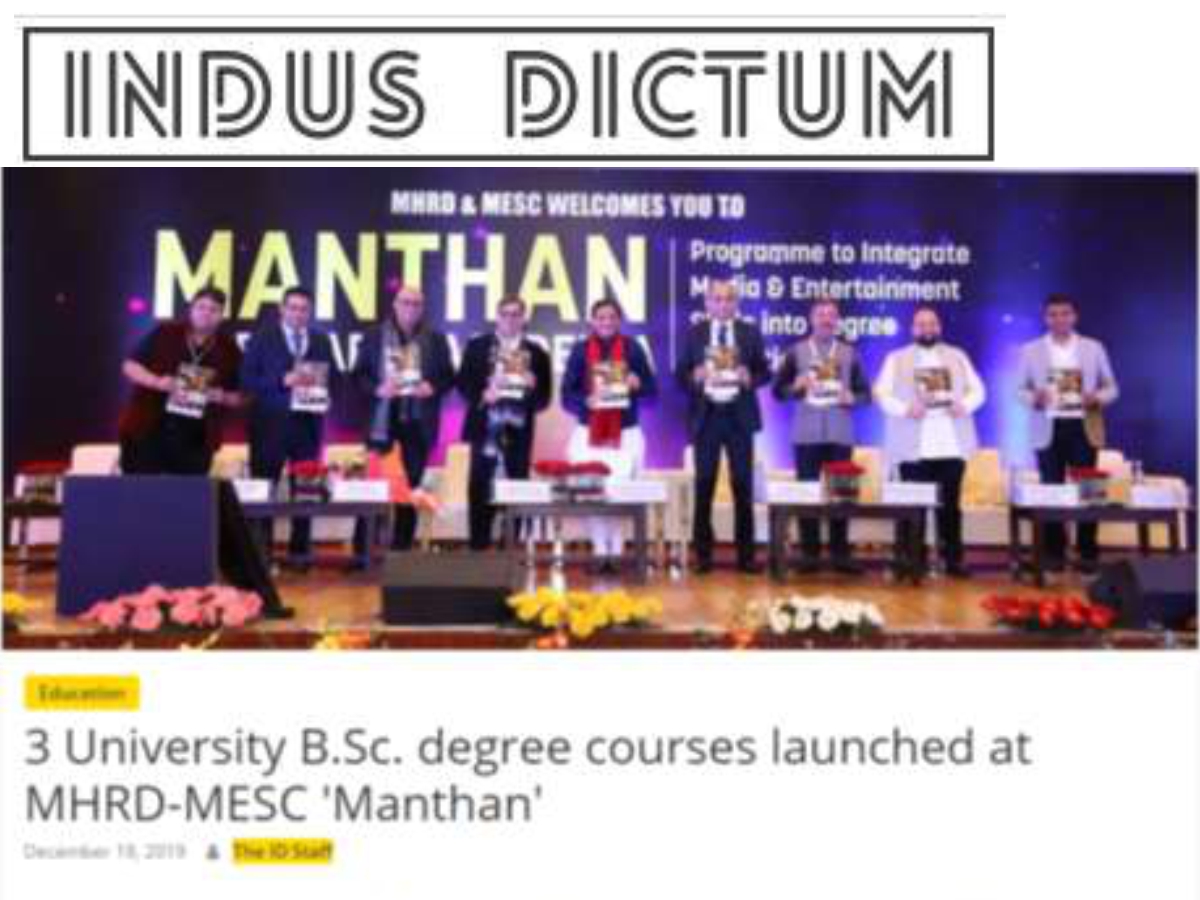 INDUS DICTUM
MHRD & MESC WELCOMES YOU TO
MANTHAN
Programme to Integrate
Media & Entertainment
into Degree
Education
3 University B.Sc. degree courses launched at
MHRD-MESC 'Manthan'
December 18, 2019 The ID Staff